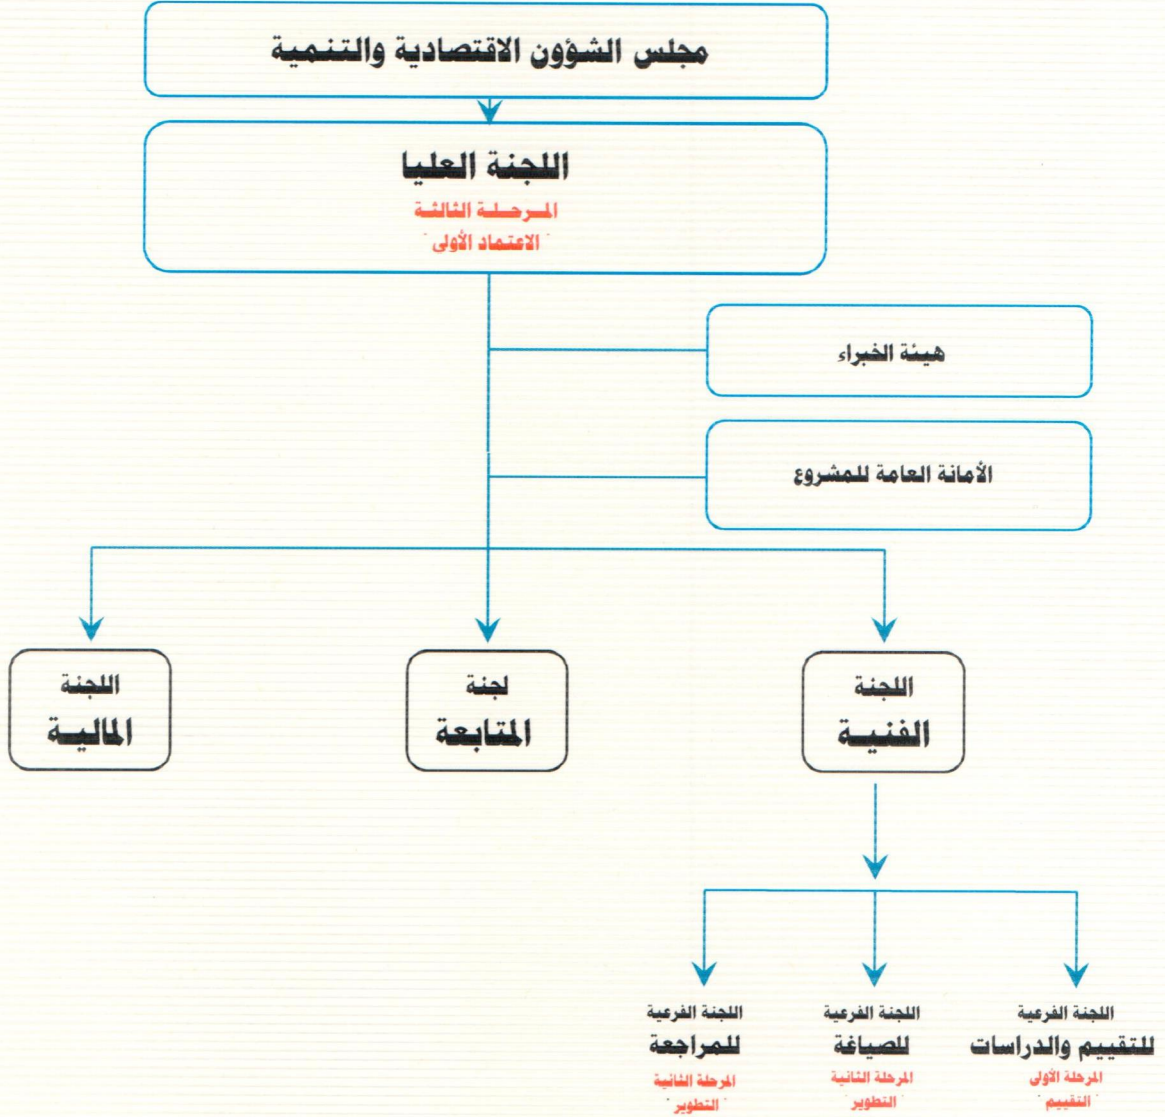 مجلس الشؤون الاقتصادية والتنمية
اللجنة العليا
المرحلة الثالثة
"الاعتماد الأولى"
هيئة الخبراء
الأمانة العامة للمشروع
اللجنة
الفنية
لجنة
المتابعة
اللجنة
المالية
اللجنة الفرعية
للتقييم والدراسات
المرحلة الأولى
"التقييم"
اللجنة الفرعية
للصياغة
المرحلة الثانية
"التطوير"
اللجنة الفرعية
للمراجعة
المرحلة الثانية
"التطوير"